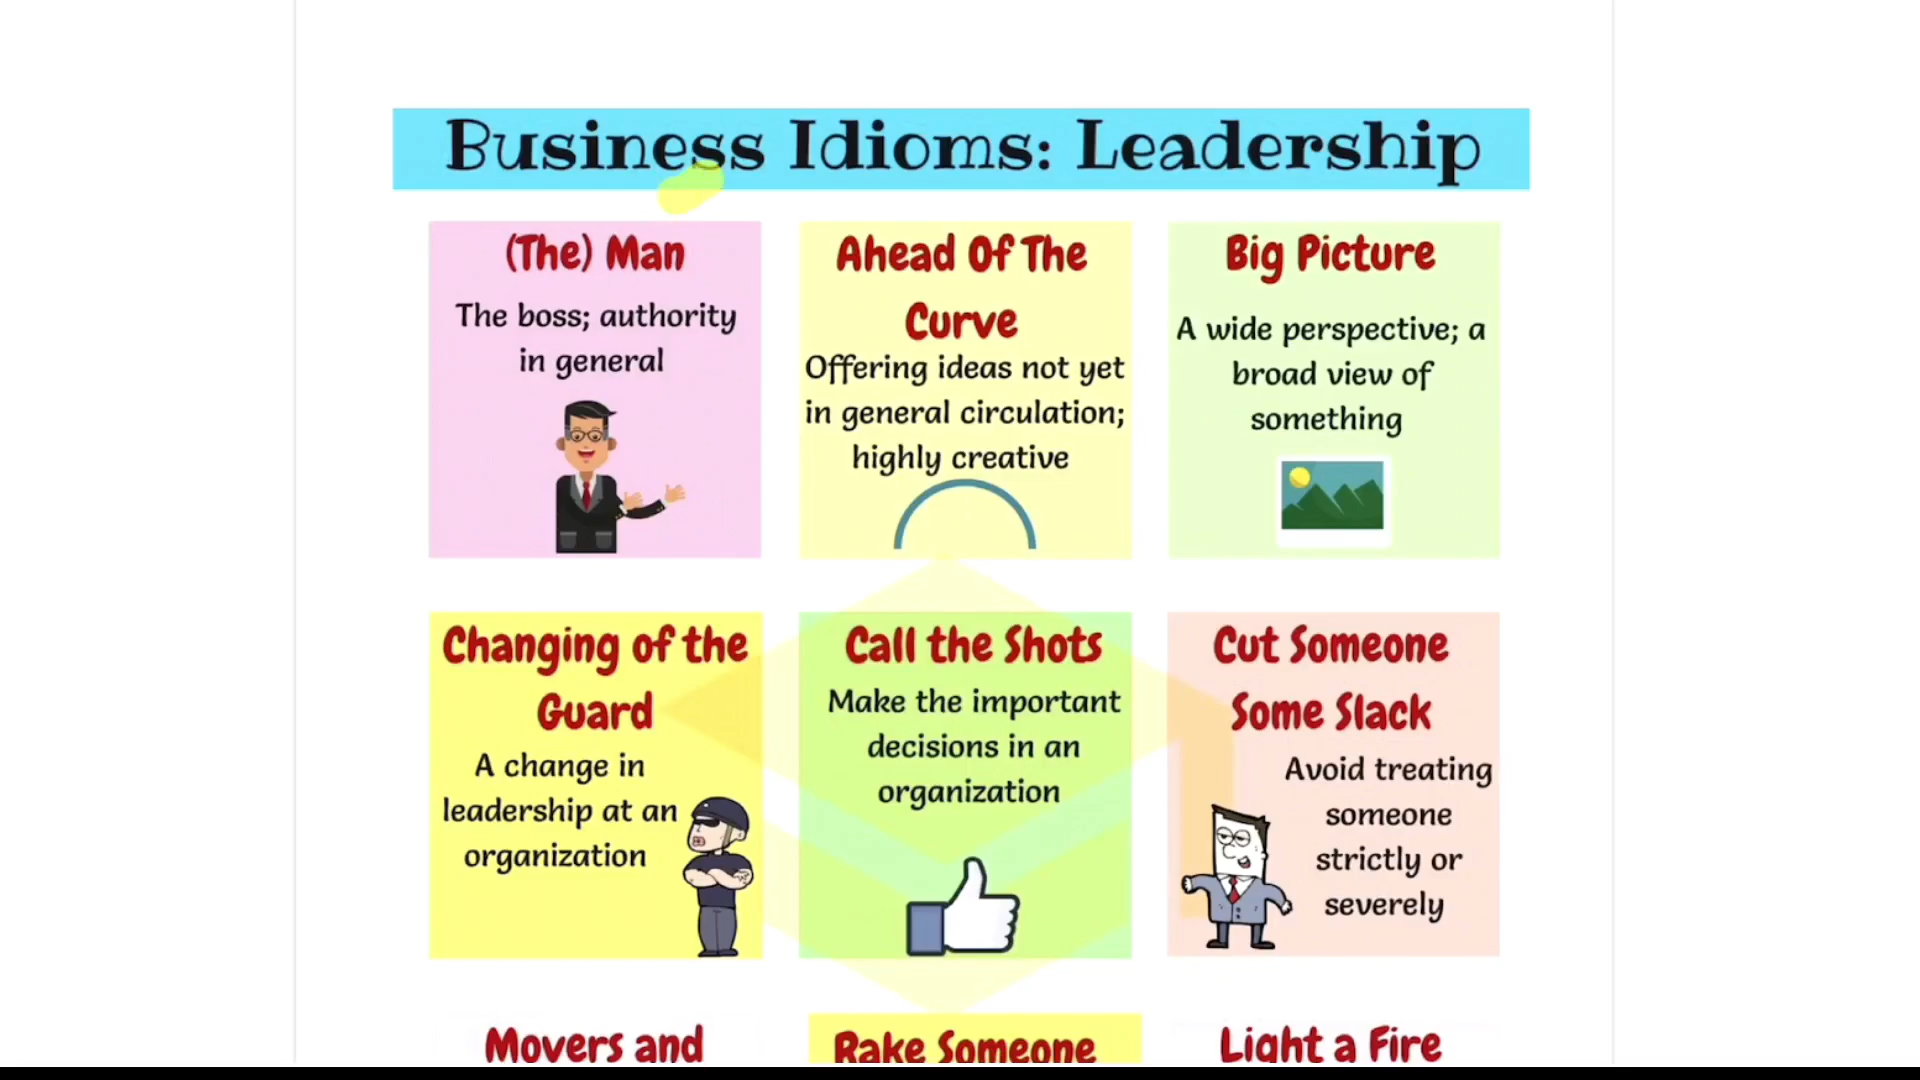 Business Idioms: Leadership
(The) Man
The boss; authority
in general
Ahead Of The
Curve
Offering ideas not yet
in general circulation;
highly creative
Big Picture
A wide perspective; a
broad view of
something
Changing of the
Guard
A change in
leadership at an
organization
Call the Shots
Make the important
decisions in an
organization
Cut Someone
Some Slack
Avoid treating
someone
strictly or
severely
Movers and
Rake Someone
Light a Fire